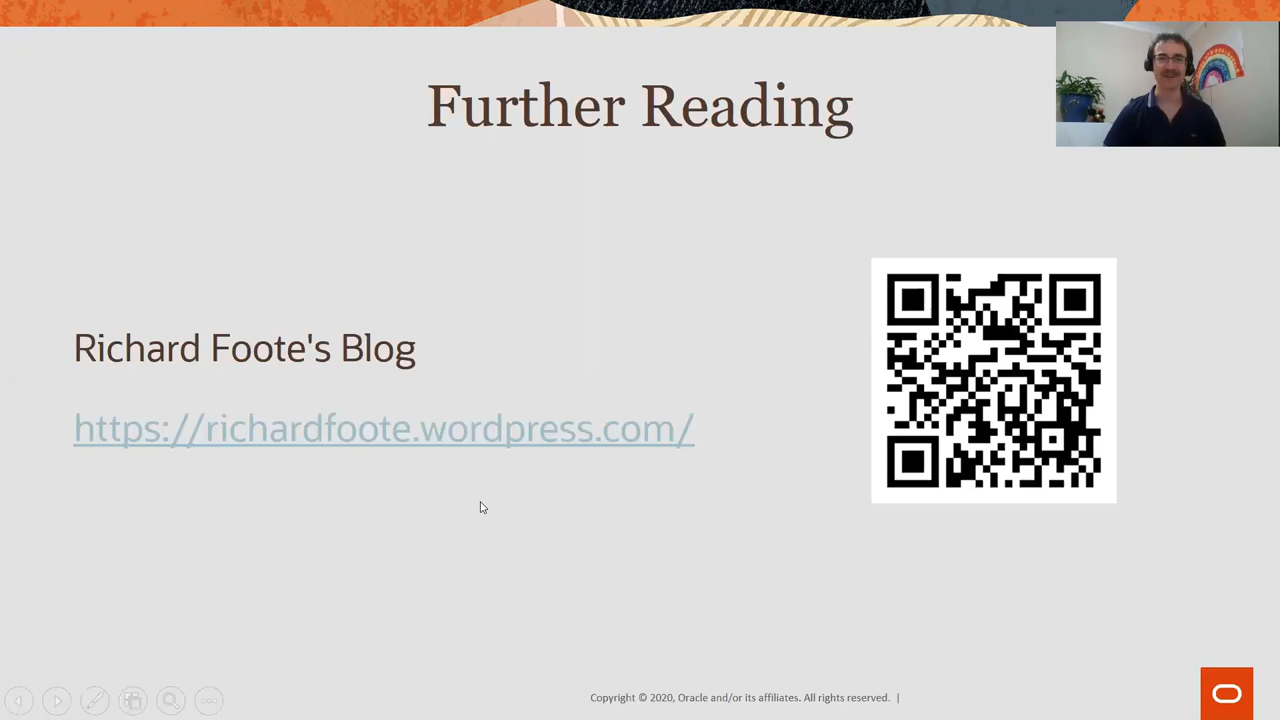 Further Reading
Richard Foote's Blog
https://richardfoote.wordpress.com/
Copyright © 2020, Oracle and/or its affiliates. All rights reserved. |